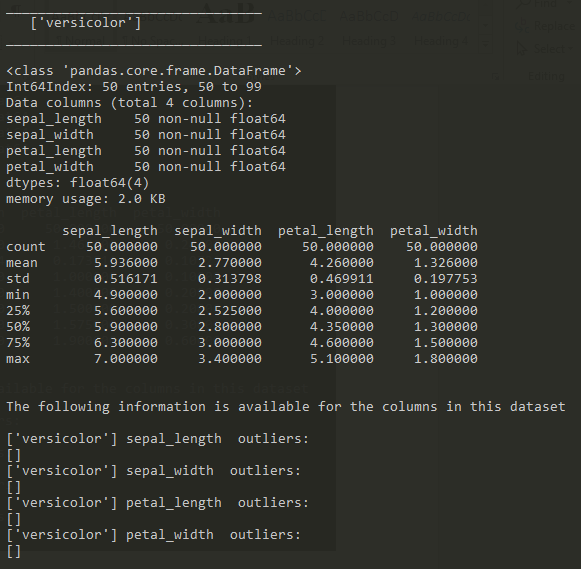 ['versicolor']
<class 'pandas.core.frame.DataFrame'>
Int64Index: 50 entries, 50 to 99
Data columns (total 4 columns):
sepal_length    50 non-null float64
sepal_width     50 non-null float64
petal_length    50 non-null float64
petal_width     50 non-null float64
dtypes: float64(4)
memory usage: 2.0 KB
       sepal_length  sepal_width  petal_length  petal_width
count     50.000000    50.000000     50.000000    50.000000
mean       5.936000     2.770000      4.260000     1.326000
std        0.516171     0.313798      0.469911     0.197753
min        4.900000     2.000000      3.000000     1.000000
25%        5.600000     2.525000      4.000000     1.200000
50%        5.900000     2.800000      4.350000     1.300000
75%        6.300000     3.000000      4.600000     1.500000
max        7.000000     3.400000      5.100000     1.800000
The following information is available for the columns in this dataset
['versicolor'] sepal_length  outliers:
[]
['versicolor'] sepal_width  outliers:
[]
['versicolor'] petal_length  outliers:
[]
['versicolor'] petal_width  outliers:
[]